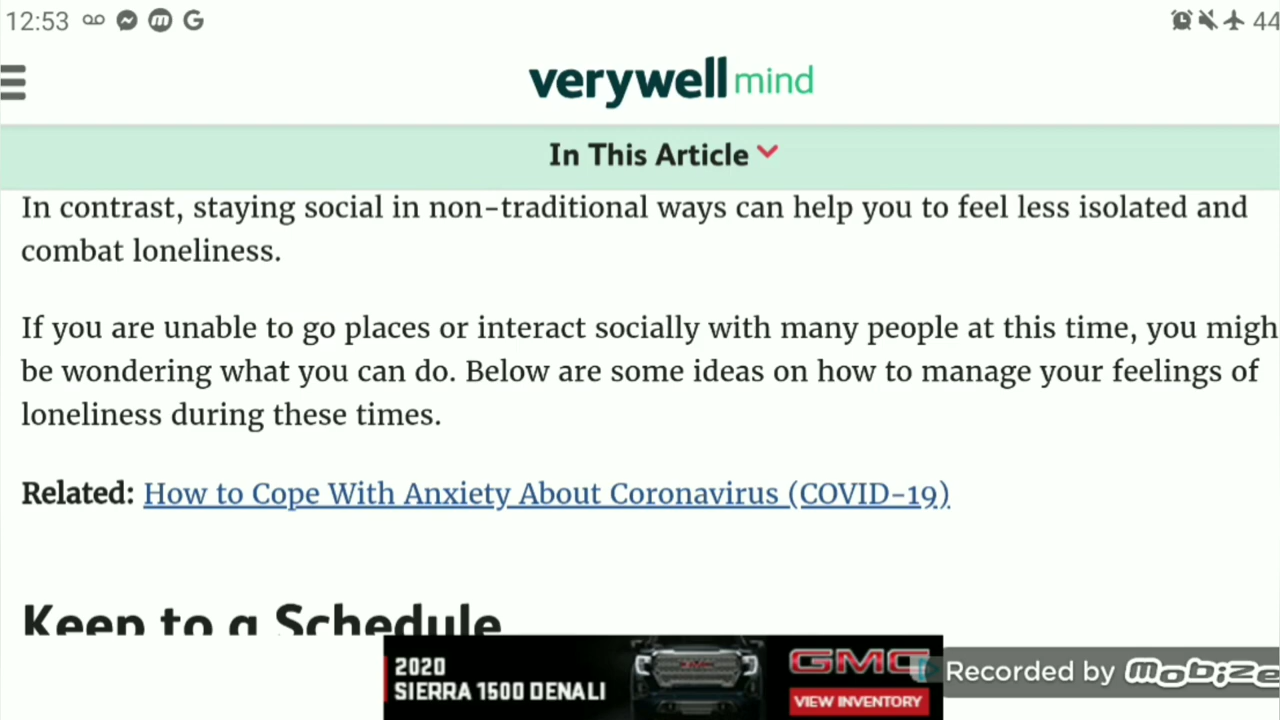 12:53 44
verywell mind
In This Article
In contrast, staying social in non-traditional ways can help you to feel less isolated and
combat loneliness.
If you are unable to go places or interact socially with many people at this time, you migh
be wondering what you can do. Below are some ideas on how to manage your feelings of
loneliness during these times.
Related: How to Cope With Anxiety About Coronavirus (COVID-19)
Keep to a Schedule
2020
SIERRA 1500 DENALI
GMC
VIEW INVENTORY
Recorded by mobize